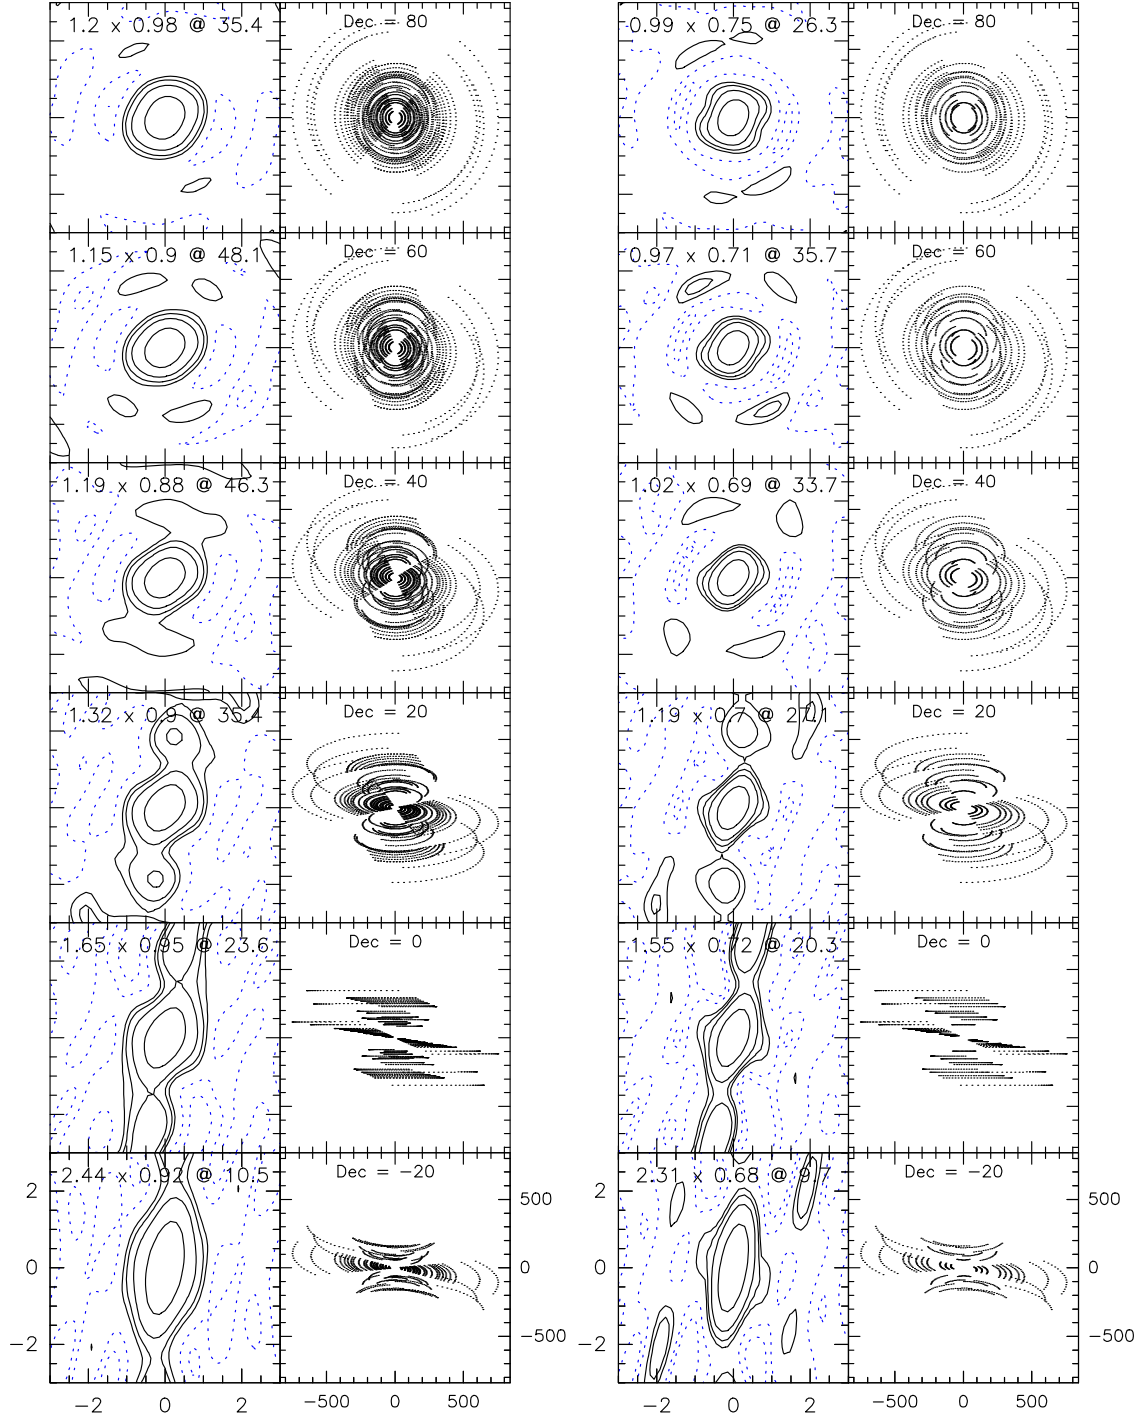 1.2 x 0.98 @ 35.4 Dec = 80 0.99 x 0.75 @ 26.3 Dec = 80
1.15 x 0.9 @ 48.1 Dec = 60 0.97 x 0.71 @ 35.7 Dec = 60
1.19 x 0.88 @ 46.3 Dec = 40 1.02 x 0.69 @ 33.7 Dec = 40
1.32 x 0.9 @ 35.4 Dec = 20 1.19 x 0.7 @ 27.1 Dec = 20
1.65 x 0.95 @ 23.6 Dec = 0 1.55 x 0.72 @ 20.3 Dec = 0
2.44 x 0.92 @ 10.5 Dec = −20 2.31 x 0.68 @ 9.7 Dec = −20
2 500 2 500
0 0 0 0
−2 −500 −2 −500
−2 0 2 −500 0 500 −2 0 2 −500 0 500